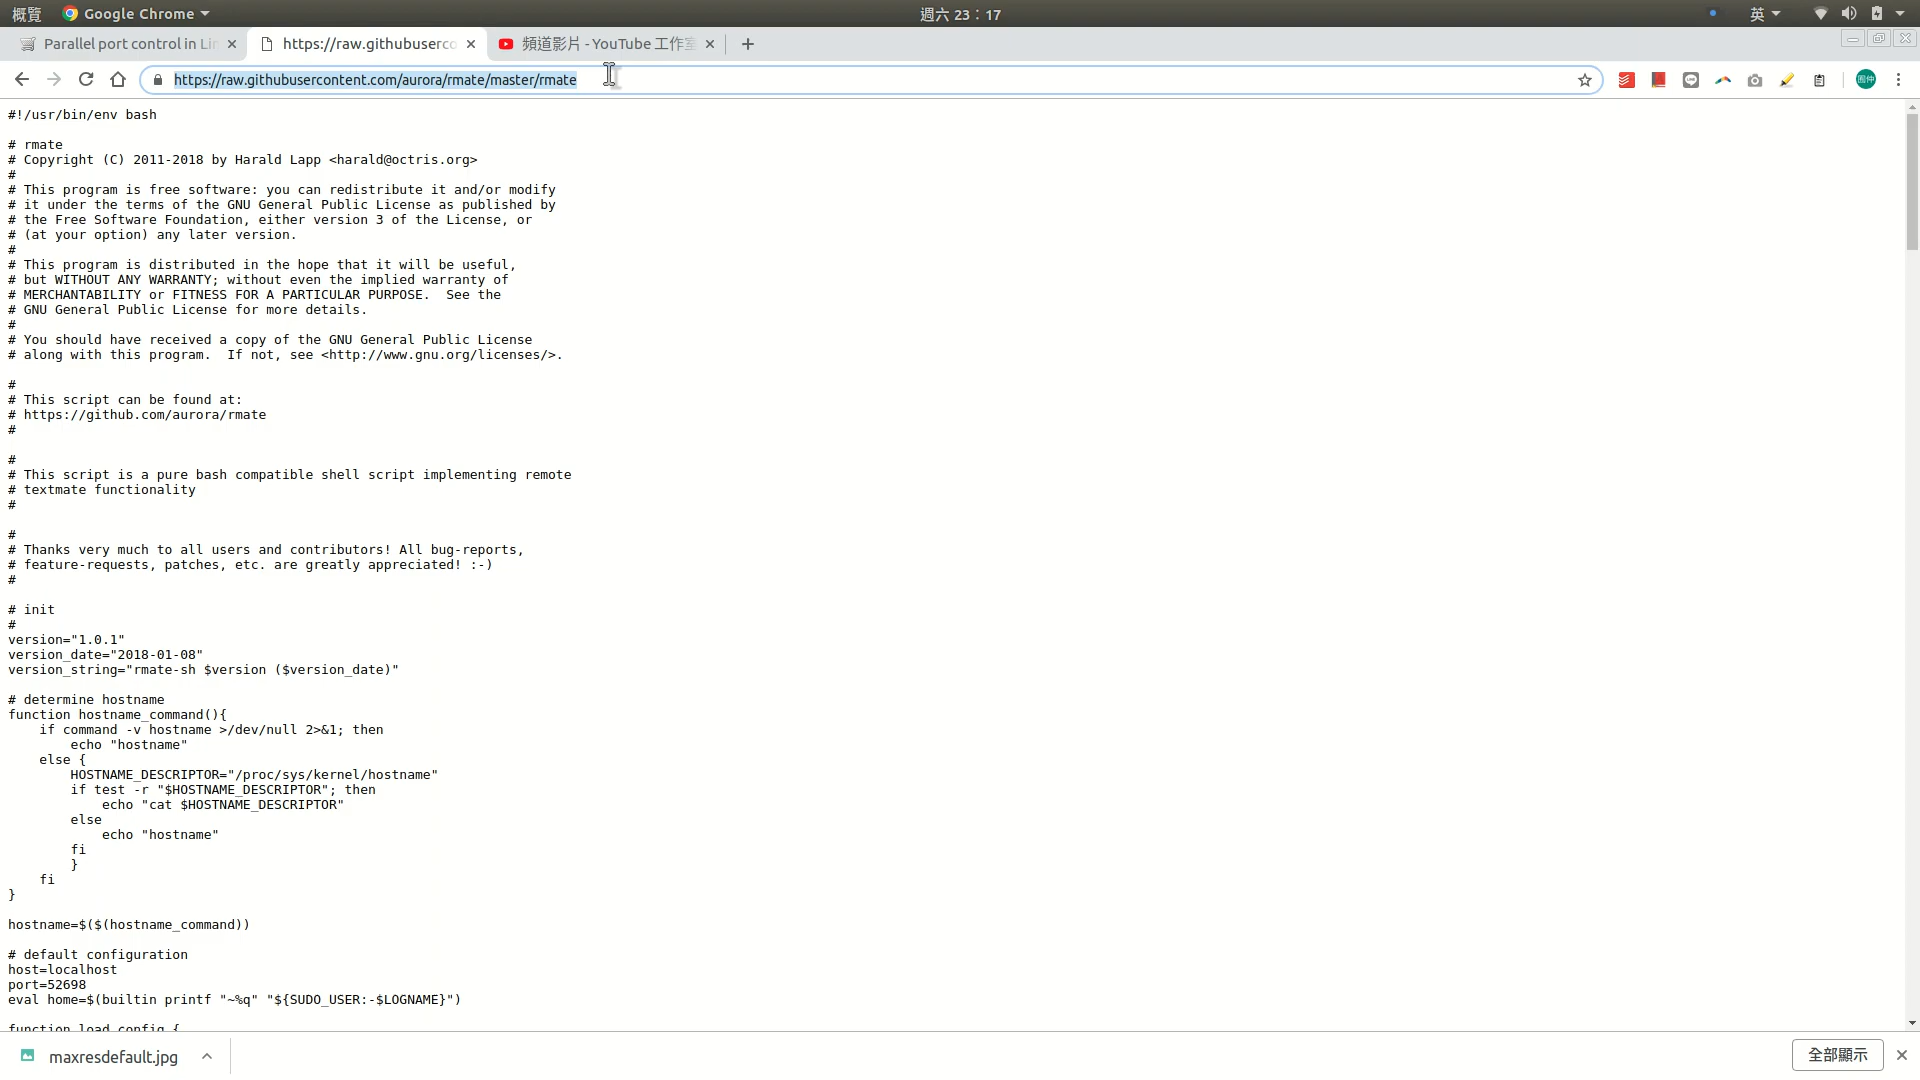 概覽 Google Chrome 週六 23：17 英
Parallel port control in Lin https://raw.githubuserco 頻道影片 - YouTube 工作室
https://raw.githubusercontent.com/aurora/rmate/master/rmate
#!/usr/bin/env bash
# rmate
# Copyright (C) 2011-2018 by Harald Lapp <harald@octris.org>
#
# This program is free software: you can redistribute it and/or modify
# it under the terms of the GNU General Public License as published by
# the Free Software Foundation, either version 3 of the License, or
# (at your option) any later version.
#
# This program is distributed in the hope that it will be useful,
# but WITHOUT ANY WARRANTY; without even the implied warranty of
# MERCHANTABILITY or FITNESS FOR A PARTICULAR PURPOSE.  See the
# GNU General Public License for more details.
#
# You should have received a copy of the GNU General Public License
# along with this program.  If not, see <http://www.gnu.org/licenses/>.
#
# This script can be found at:
# https://github.com/aurora/rmate
#
#
# This script is a pure bash compatible shell script implementing remote
# textmate functionality
#
#
# Thanks very much to all users and contributors! All bug-reports,
# feature-requests, patches, etc. are greatly appreciated! :-)
#
# init
#
version="1.0.1"
version_date="2018-01-08"
version_string="rmate-sh $version ($version_date)"
# determine hostname
function hostname_command(){
    if command -v hostname >/dev/null 2>&1; then
        echo "hostname"
    else {
        HOSTNAME_DESCRIPTOR="/proc/sys/kernel/hostname"
        if test -r "$HOSTNAME_DESCRIPTOR"; then
            echo "cat $HOSTNAME_DESCRIPTOR"
        else
            echo "hostname"
        fi
        }
    fi
}
hostname=$($(hostname_command))
# default configuration
host=localhost
port=52698
eval home=$(builtin printf "~%q" "${SUDO_USER:-$LOGNAME}")
function load_config {
maxresdefault.jpg 全部顯示